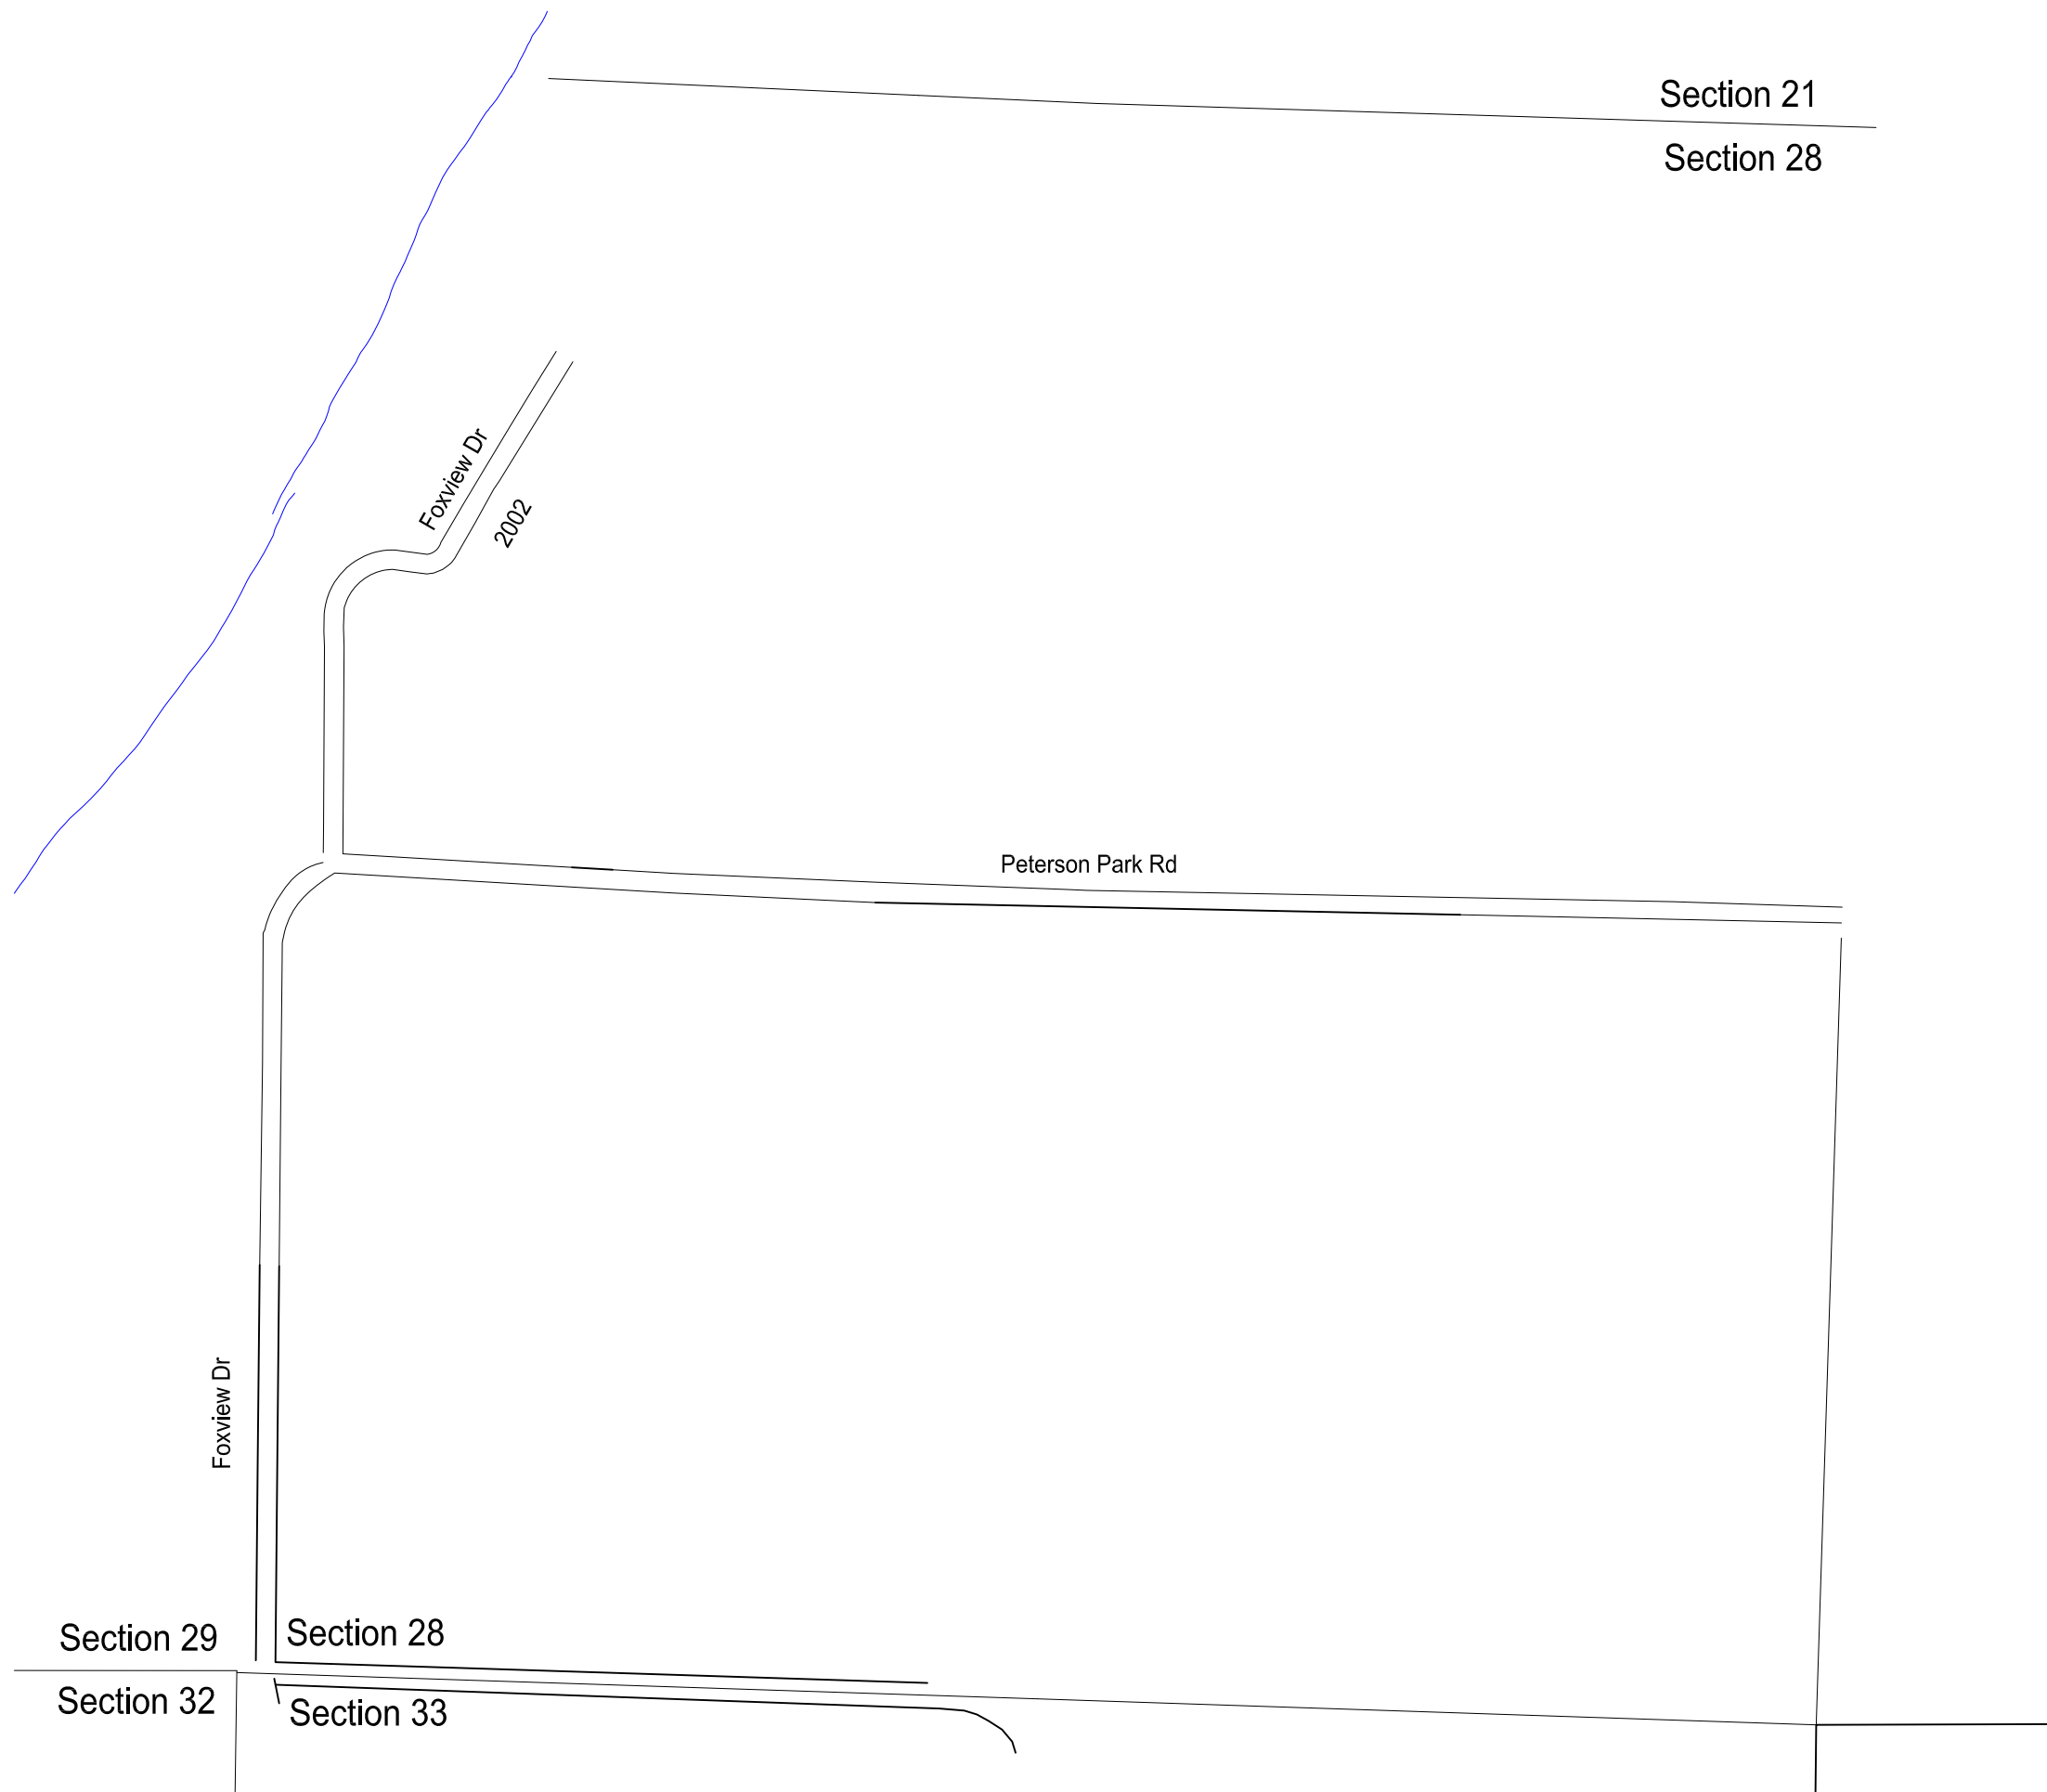 Section 21
Section 28
Foxview Dr
2002
Peterson Park Rd
Foxview Dr
Section 29
Section 28
Section 32
Section 33